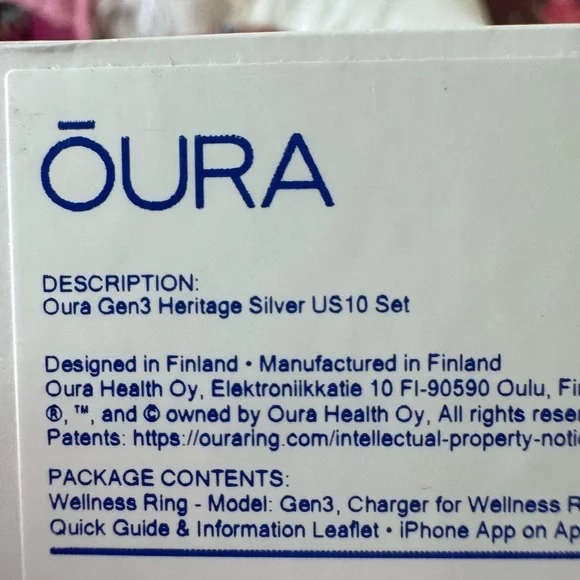 ŌURA
DESCRIPTION:
Oura Gen3 Heritage Silver US10 Set
Designed in Finland • Manufactured in Finland
Oura Health Oy, Elektroniikkatie 10 FI-90590 Oulu,
®, ™, and © owned by Oura Health Oy, All rights
Patents: https://ouraring.com/intellectual-property-notic
PACKAGE CONTENTS:
Wellness Ring - Model: Gen3, Charger for Wellness R
Quick Guide & Information Leaflet • iPhone App on Ap